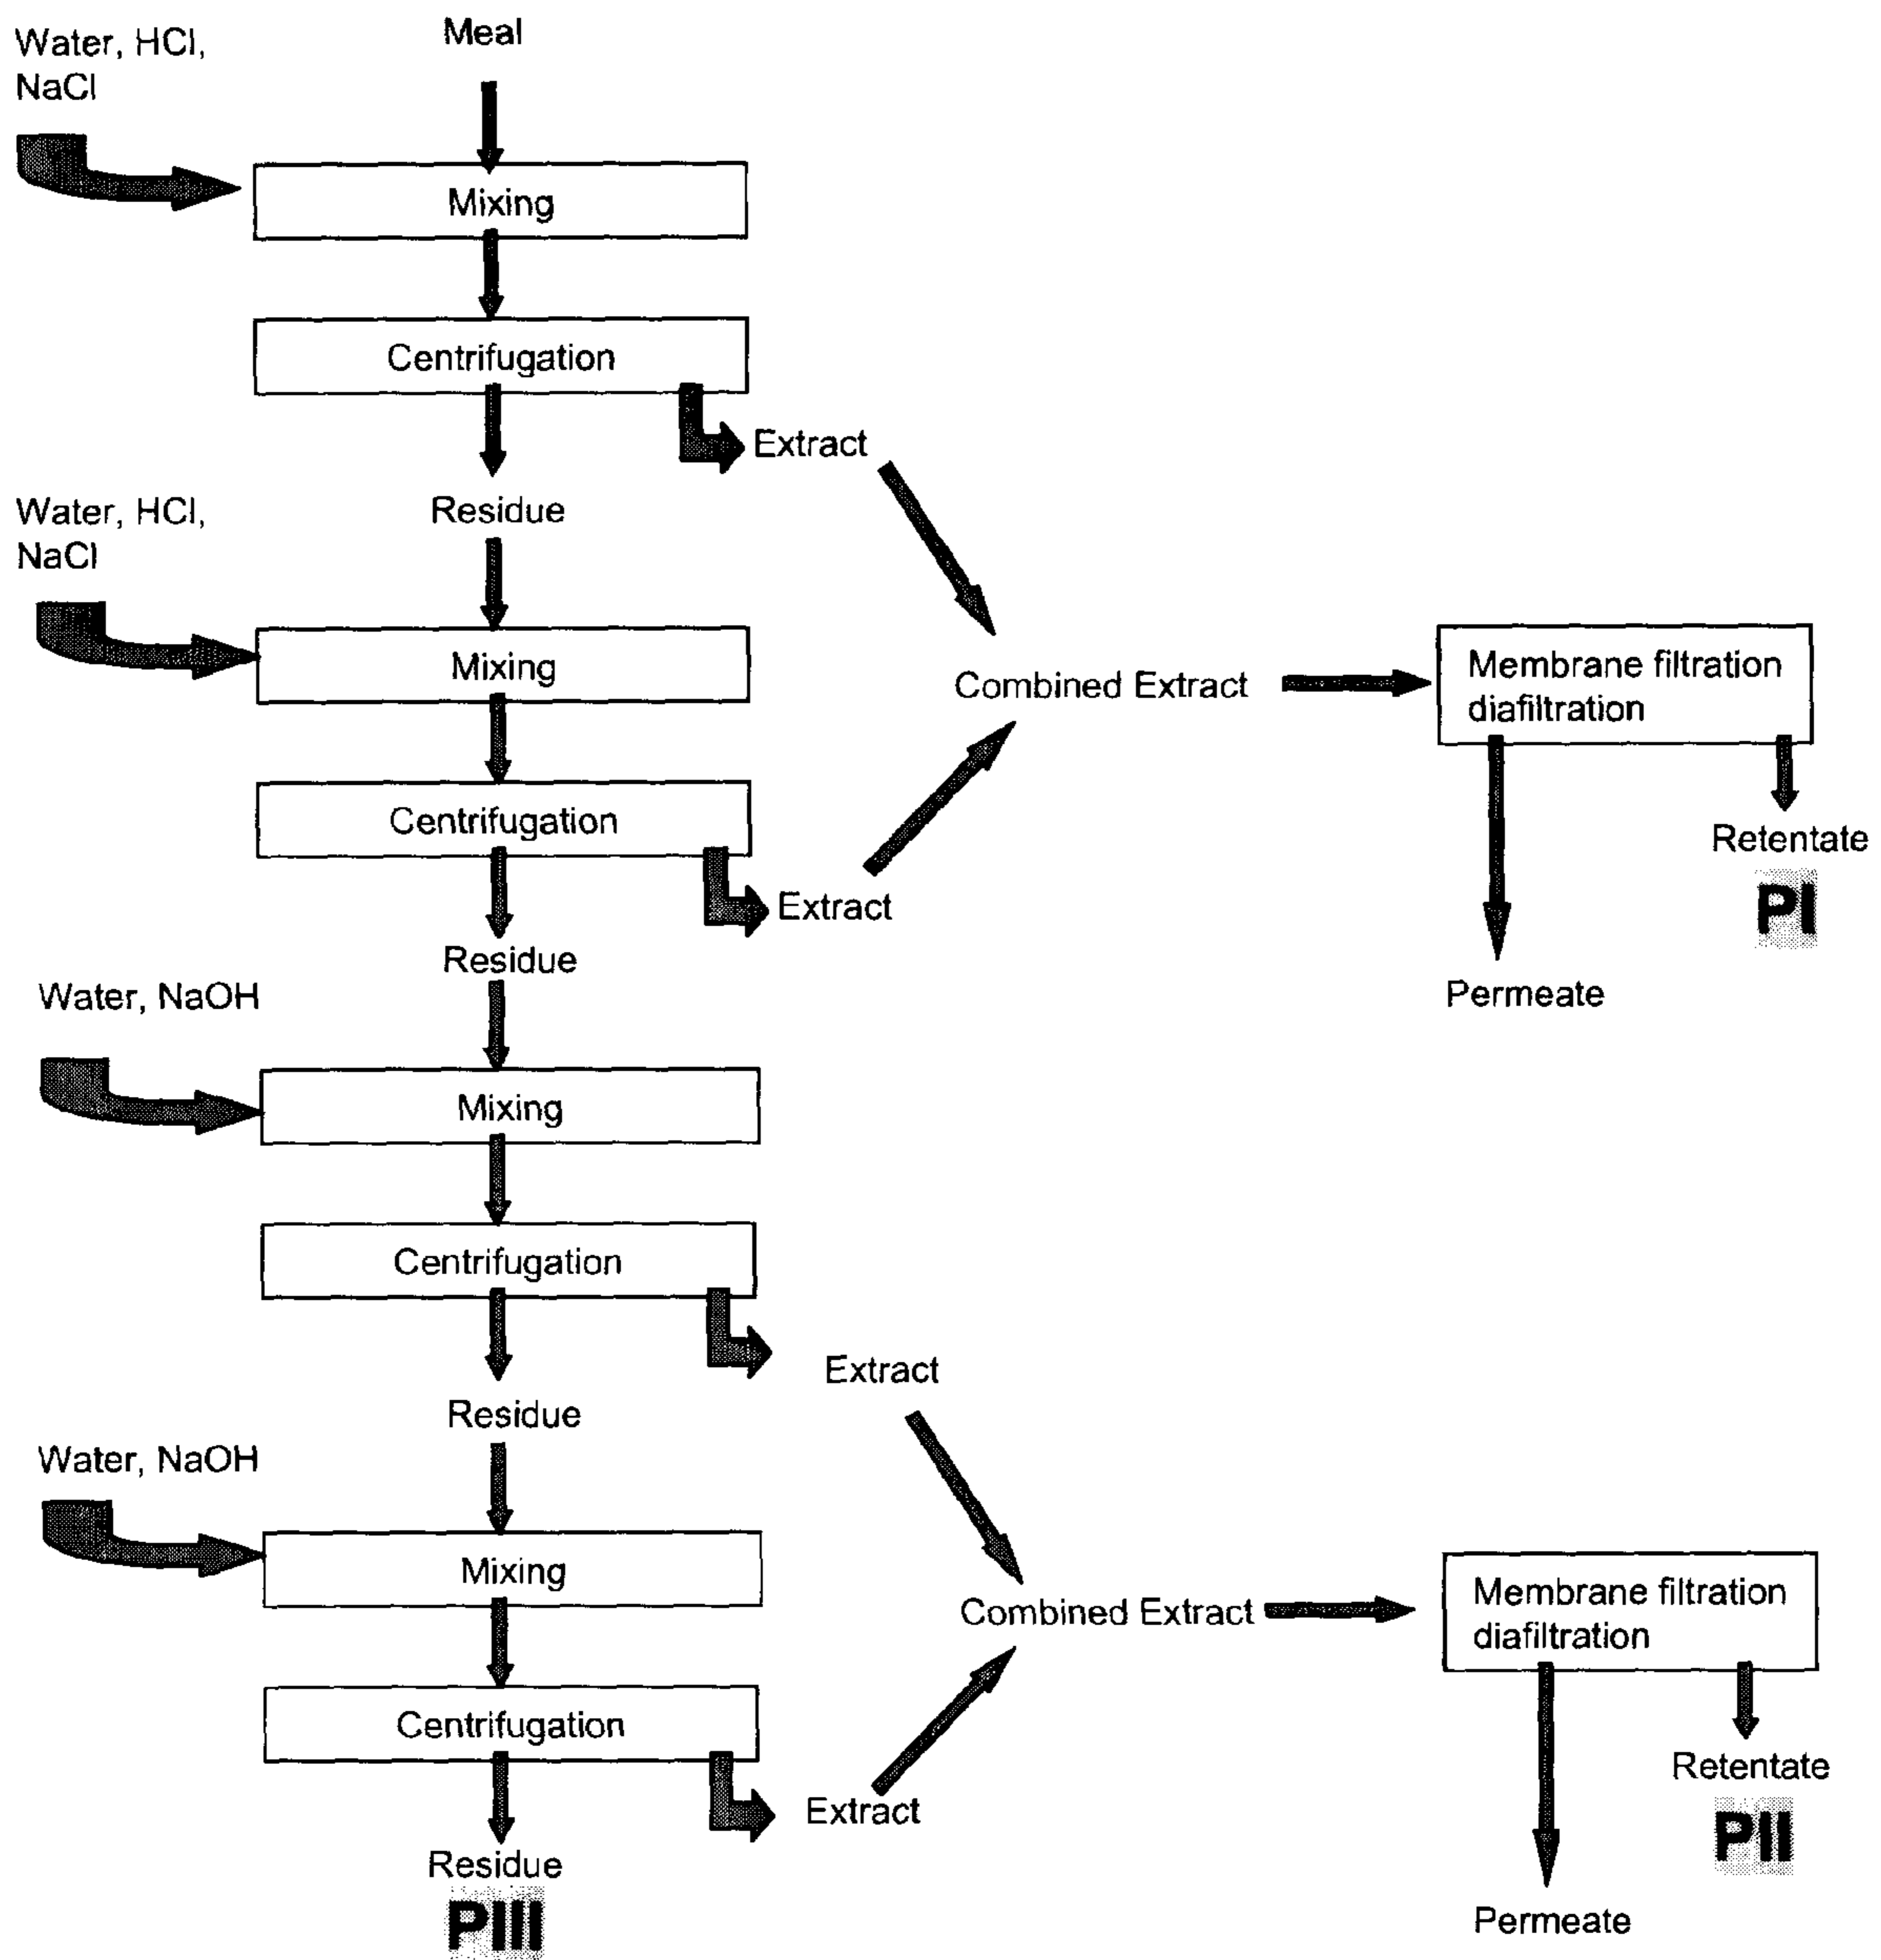 Meal
Water, HCl,
NaCl
Mixing
Centrifugation
Extract
Residue
Water, HCl,
NaCl
Mixing
Combined Extract
Membrane filtration
diafiltration
Centrifugation
Retentate
PI
Extract
Residue
Permeate
Water, NaOH
Mixing
Centrifugation
Extract
Residue
Water, NaOH
Mixing
Combined Extract
Membrane filtration
diafiltration
Centrifugation
Retentate
PII
Extract
Residue
PIII
Permeate